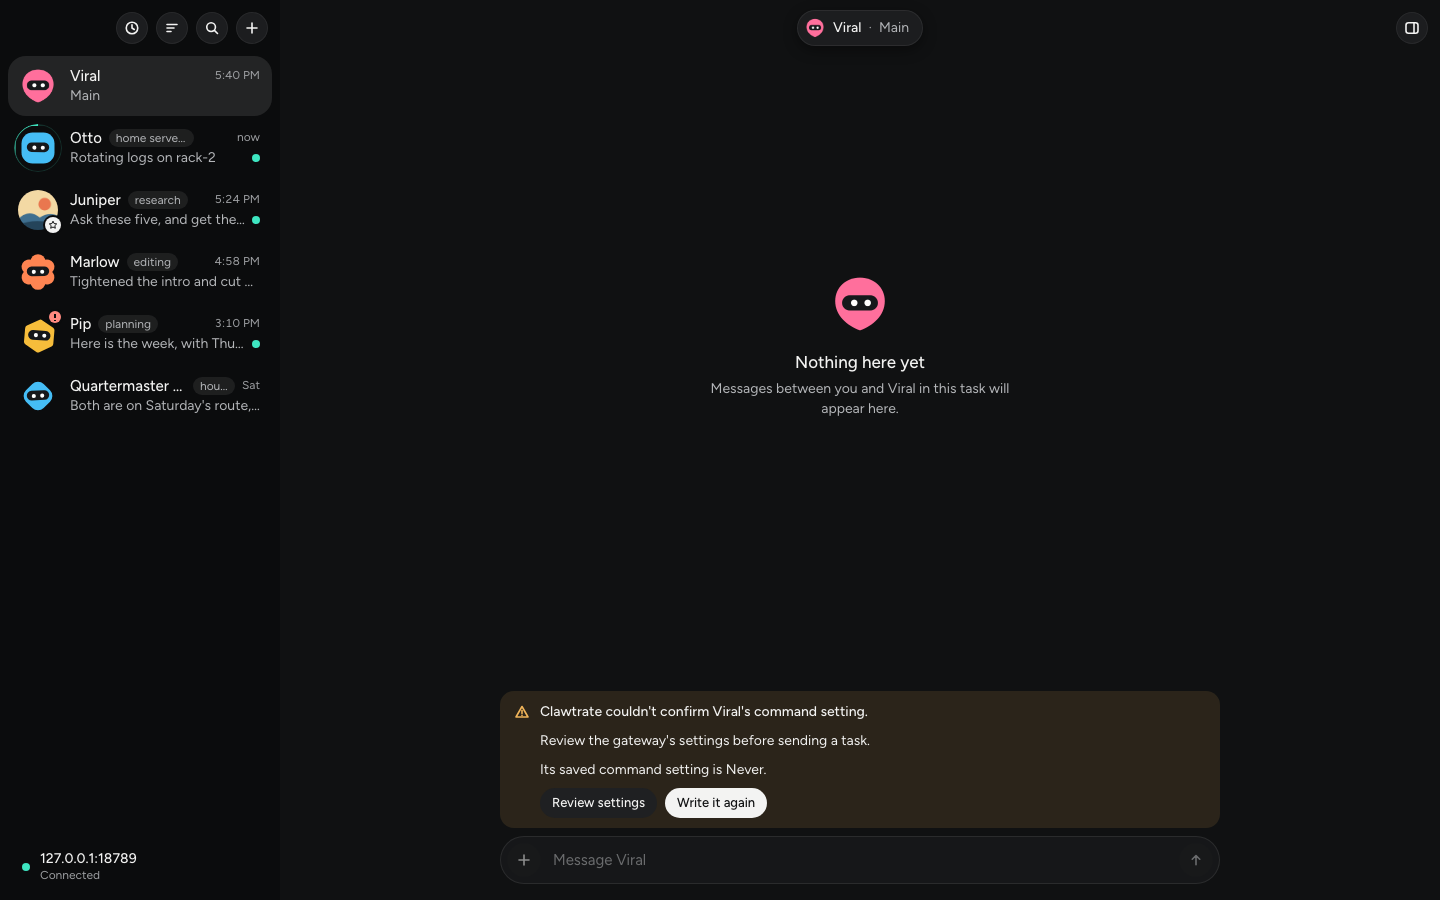 Viral
5:40 PM
Main
Otto
home serve...
now
Rotating logs on rack-2
Juniper
research
5:24 PM
Ask these five, and get the...
Marlow
editing
4:58 PM
Tightened the intro and cut ...
Pip
planning
3:10 PM
Here is the week, with Thu...
Quartermaster ...
hou...
Sat
Both are on Saturday's route,...
127.0.0.1:18789
Connected
Viral · Main
Nothing here yet
Messages between you and Viral in this task will
appear here.
Clawtrate couldn't confirm Viral's command setting.
Review the gateway's settings before sending a task.
Its saved command setting is Never.
Review settings
Write it again
Message Viral